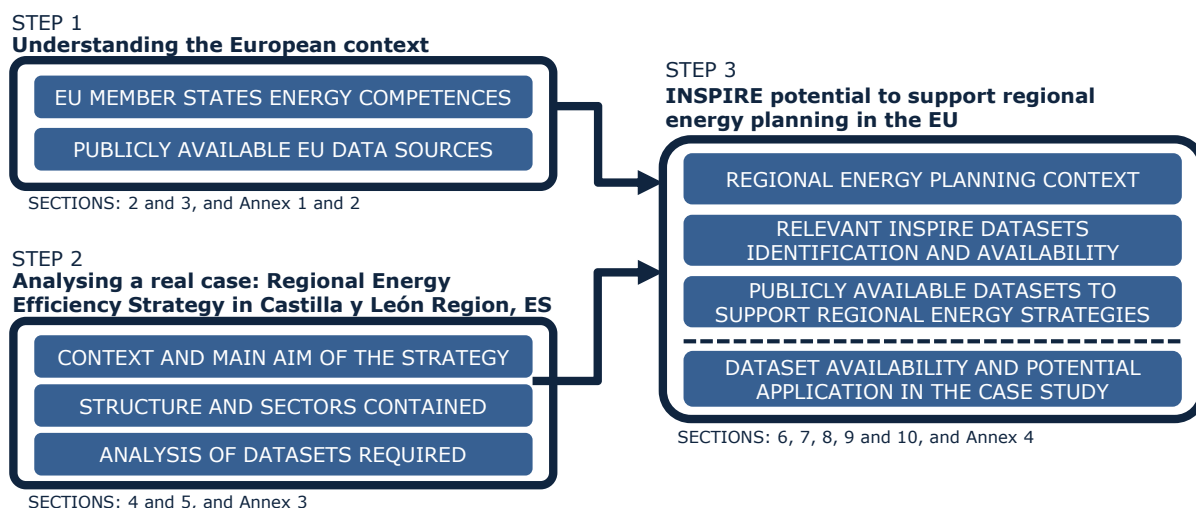 STEP 1
Understanding the European context
EU MEMBER STATES ENERGY COMPETENCES
PUBLICLY AVAILABLE EU DATA SOURCES
SECTIONS: 2 and 3, and Annex 1 and 2
STEP 2
Analysing a real case: Regional Energy
Efficiency Strategy in Castilla y León Region, ES
CONTEXT AND MAIN AIM OF THE STRATEGY
STRUCTURE AND SECTORS CONTAINED
ANALYSIS OF DATASETS REQUIRED
SECTIONS: 4 and 5, and Annex 3
STEP 3
INSPIRE potential to support regional
energy planning in the EU
REGIONAL ENERGY PLANNING CONTEXT
RELEVANT INSPIRE DATASETS
IDENTIFICATION AND AVAILABILITY
PUBLICLY AVAILABLE DATASETS TO
SUPPORT REGIONAL ENERGY STRATEGIES
DATASET AVAILABILITY AND POTENTIAL
APPLICATION IN THE CASE STUDY
SECTIONS: 6, 7, 8, 9 and 10, and Annex 4